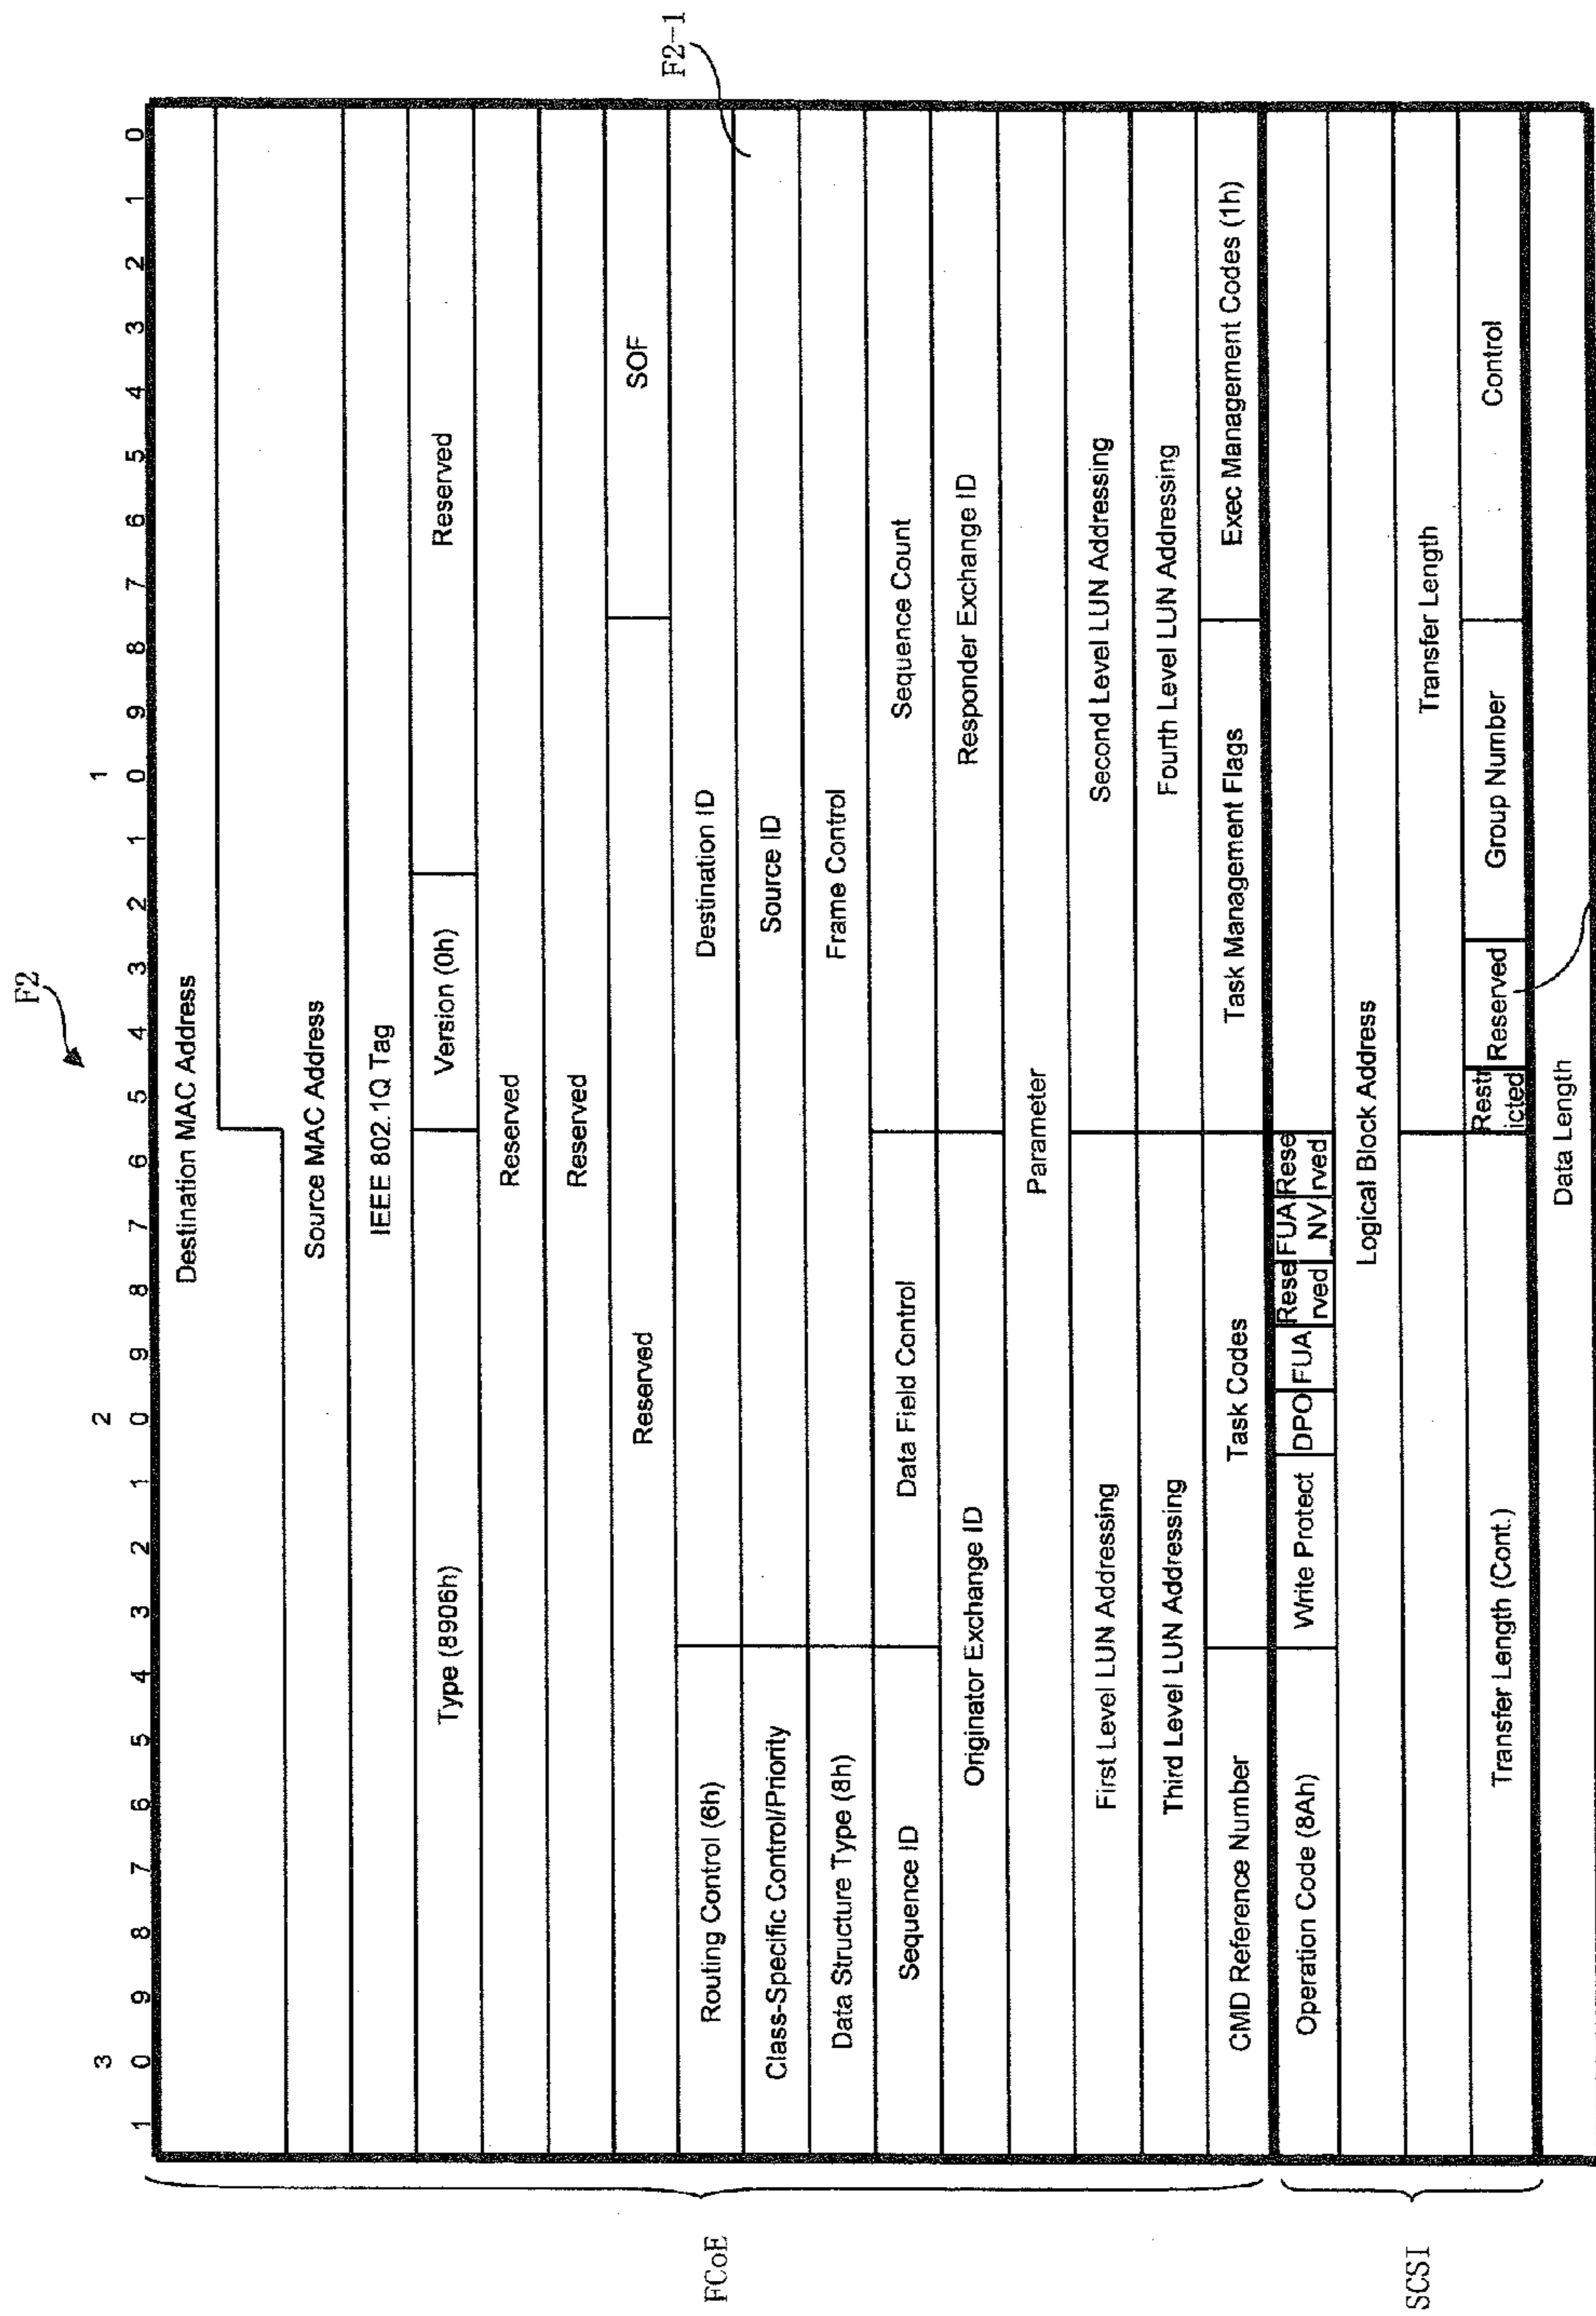 F2
3 2 1
1 0 9 8 7 6 5 4 3 2 1 0 9 8 7 6 5 4 3 2 1 0 9 8 7 6 5 4 3 2 1 0
Destination MAC Address
Source MAC Address
IEEE 802.1Q Tag
Type (8906h) Version (0h) Reserved
Reserved
Reserved
Reserved SOF
F2-1
Routing Control (6h) Destination ID
Class-Specific Control/Priority Source ID
Data Structure Type (8h) Frame Control
Sequence ID Data Field Control Sequence Count
Originator Exchange ID Responder Exchange ID
Parameter
First Level LUN Addressing Second Level LUN Addressing
Third Level LUN Addressing Fourth Level LUN Addressing
CMD Reference Number Task Codes Task Management Flags Exec Management Codes (1h)
FCoE
Operation Code (8Ah) Write Protect DPO FUA Rese FUA Rese
rved _NV rved
Logical Block Address
Transfer Length
Transfer Length (Cont.) Restr Reserved Group Number Control
icted
SCSI
Data Length